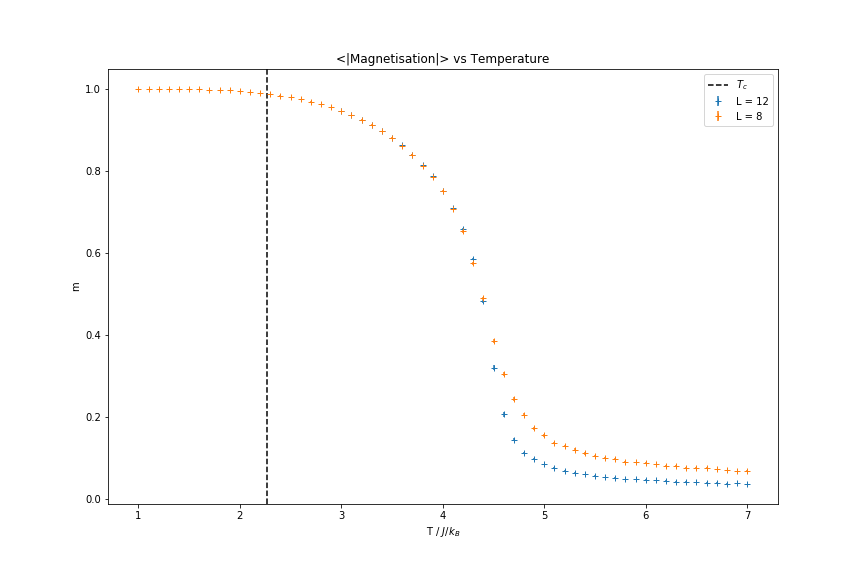 <|Magnetisation|> vs Temperature
1.0
0.8
0.6
0.4
0.2
0.0
m
1 2 3 4 5 6 7
T / J/k_B
T_c
L = 12
L = 8